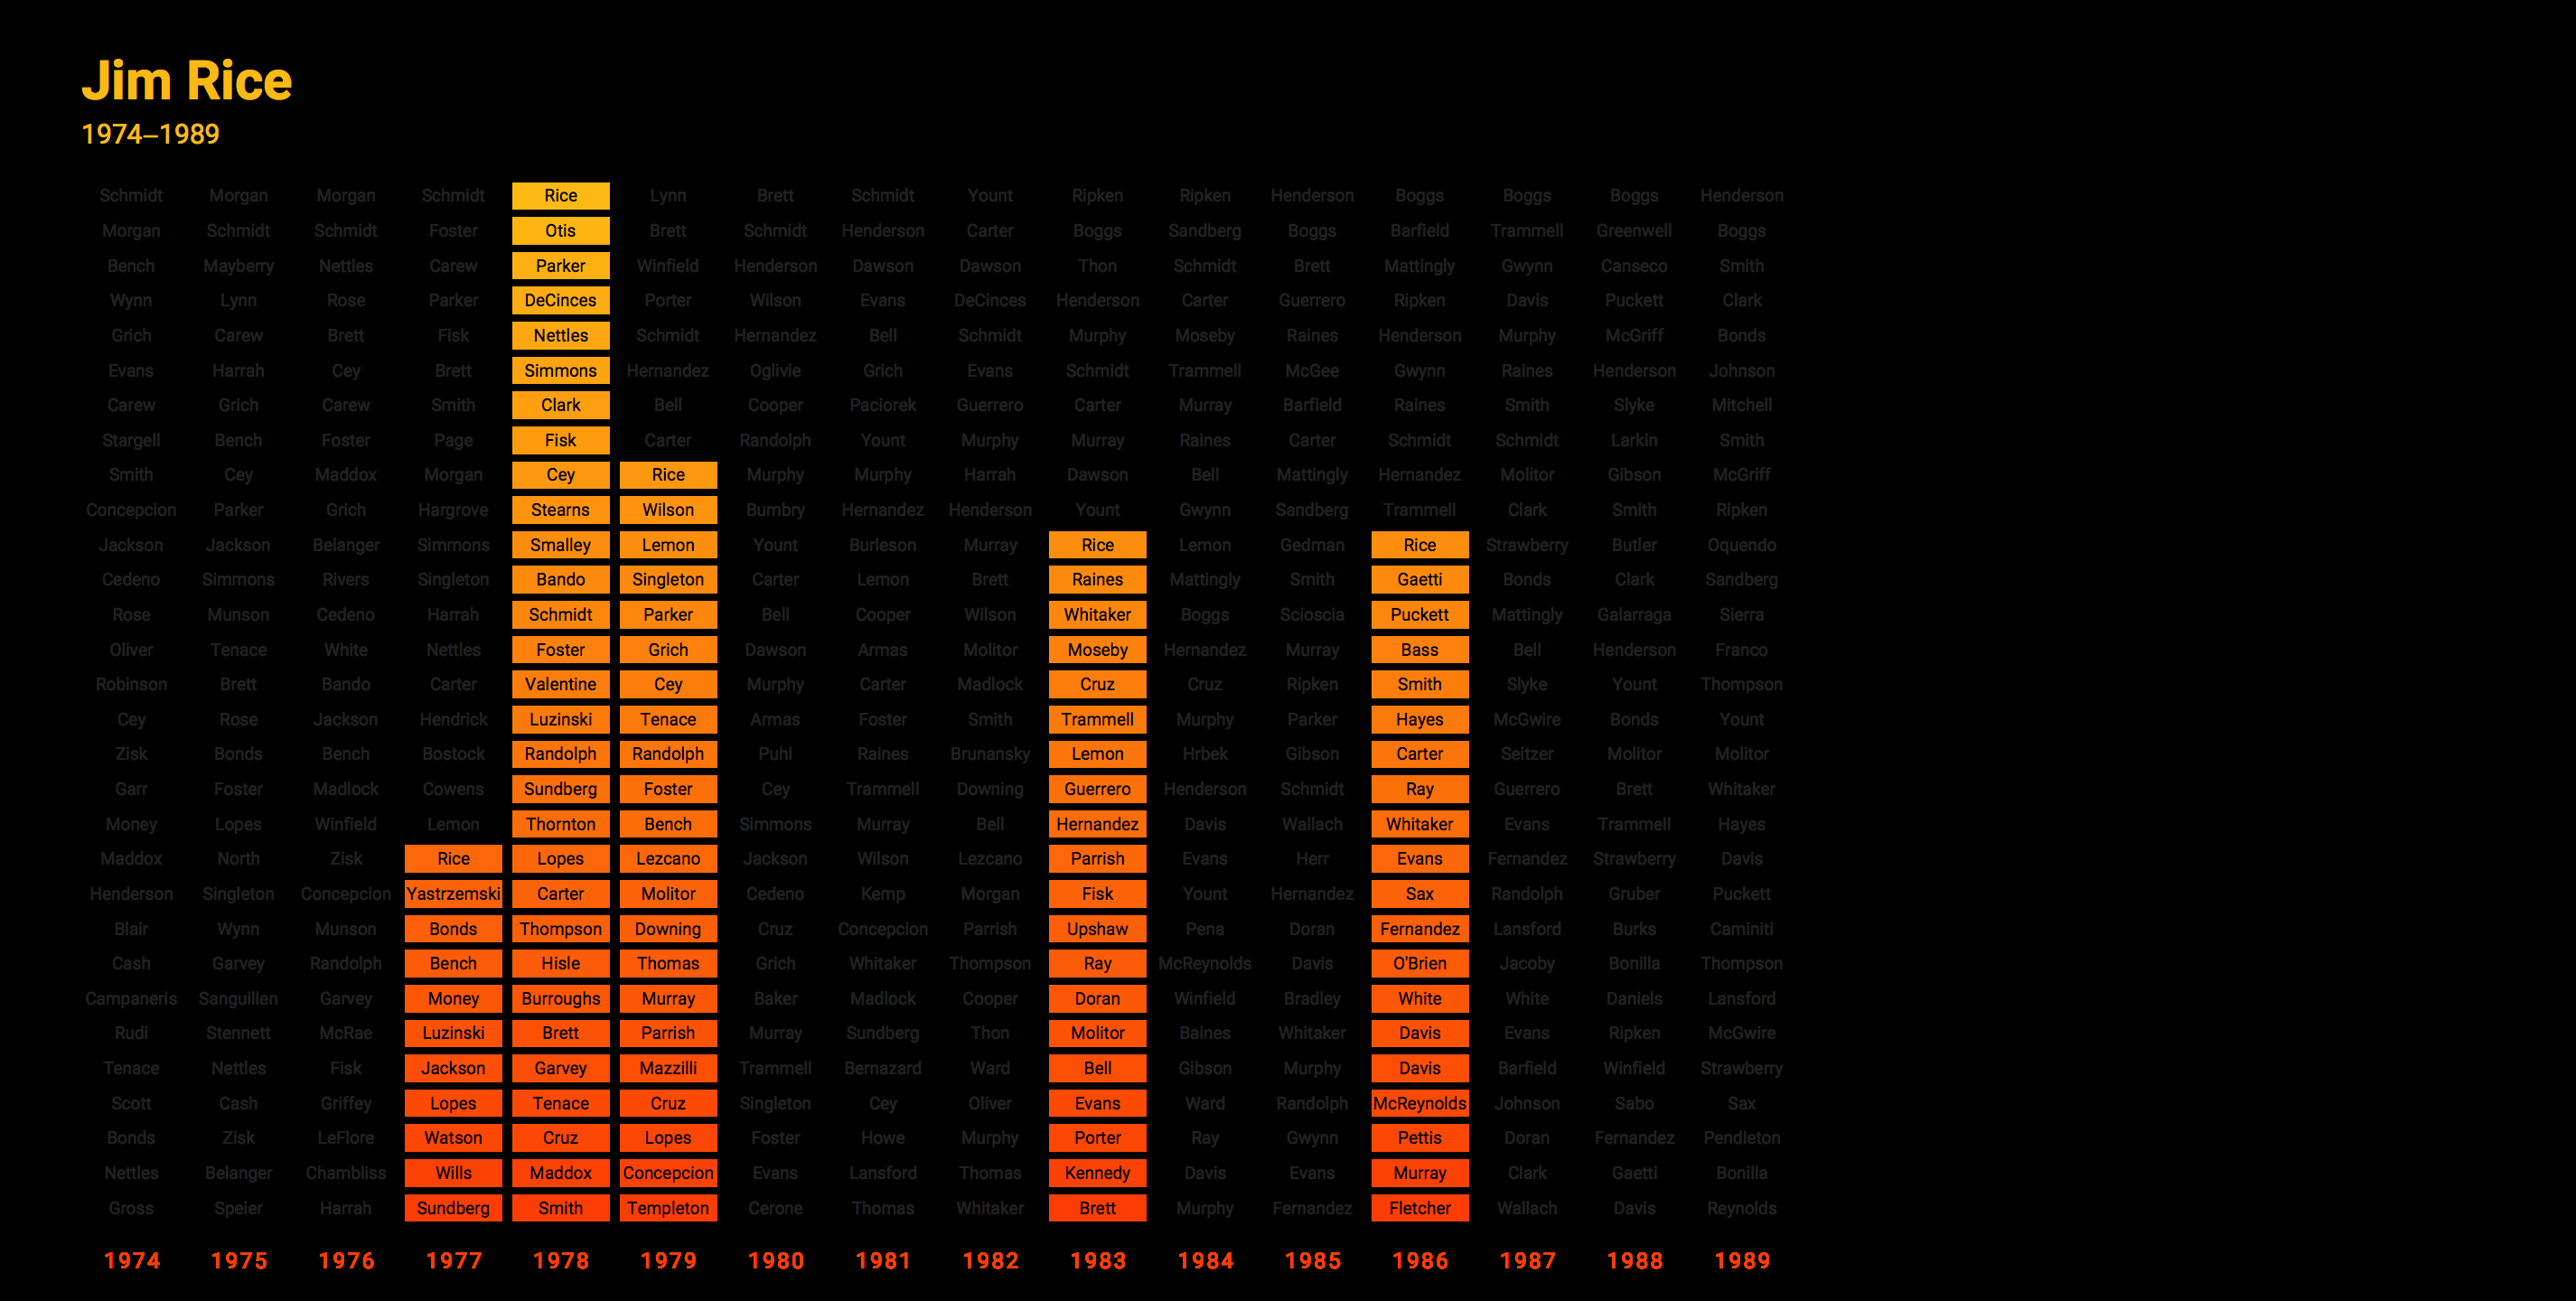 Jim Rice
1974–1989
Schmidt Morgan Morgan Schmidt Rice Lynn Brett Schmidt Yount Ripken Ripken Henderson Boggs Boggs Boggs Henderson
Morgan Schmidt Schmidt Foster Otis Brett Schmidt Henderson Carter Boggs Sandberg Boggs Barfield Trammell Greenwell Boggs
Bench Mayberry Nettles Carew Parker Winfield Henderson Dawson Dawson Thon Schmidt Brett Mattingly Gwynn Canseco Smith
Wynn Lynn Rose Parker DeCinces Porter Wilson Evans DeCinces Henderson Carter Guerrero Ripken Davis Puckett Clark
Grich Carew Brett Fisk Nettles Schmidt Hernandez Bell Schmidt Murphy Moseby Raines Henderson Murphy McGriff Bonds
Evans Harrah Cey Brett Simmons Hernandez Oglivie Grich Evans Schmidt Trammell McGee Gwynn Raines Henderson Johnson
Carew Grich Carew Smith Clark Bell Cooper Paciorek Guerrero Carter Murray Barfield Raines Smith Slyke Mitchell
Stargell Bench Foster Page Fisk Carter Randolph Yount Murphy Murray Raines Carter Schmidt Schmidt Larkin Smith
Smith Cey Maddox Morgan Cey Rice Murphy Murphy Harrah Dawson Bell Mattingly Hernandez Molitor Gibson McGriff
Concepcion Parker Grich Hargrove Stearns Wilson Bumbry Hernandez Henderson Yount Gwynn Sandberg Trammell Clark Smith Ripken
Jackson Jackson Belanger Simmons Smalley Lemon Yount Burleson Murray Rice Lemon Gedman Rice Strawberry Butler Oquendo
Cedeno Simmons Rivers Singleton Bando Singleton Carter Lemon Brett Raines Mattingly Smith Gaetti Bonds Clark Sandberg
Rose Munson Cedeno Harrah Schmidt Parker Bell Cooper Wilson Whitaker Boggs Scioscia Puckett Mattingly Galarraga Sierra
Oliver Tenace White Nettles Foster Grich Dawson Armas Molitor Moseby Hernandez Murray Bass Bell Henderson Franco
Robinson Brett Bando Carter Valentine Cey Murphy Carter Madlock Cruz Cruz Ripken Smith Slyke Yount Thompson
Cey Rose Jackson Hendrick Luzinski Tenace Armas Foster Smith Trammell Murphy Parker Hayes McGwire Bonds Yount
Zisk Bonds Bench Bostock Randolph Randolph Puhl Raines Brunansky Lemon Hrbek Gibson Carter Seitzer Molitor Molitor
Garr Foster Madlock Cowens Sundberg Foster Cey Trammell Downing Guerrero Henderson Schmidt Ray Guerrero Brett Whitaker
Money Lopes Winfield Lemon Thornton Bench Simmons Murray Bell Hernandez Davis Wallach Whitaker Evans Trammell Hayes
Maddox North Zisk Rice Lopes Lezcano Jackson Wilson Lezcano Parrish Evans Herr Evans Fernandez Strawberry Davis
Henderson Singleton Concepcion Yastrzemski Carter Molitor Cedeno Kemp Morgan Fisk Yount Hernandez Sax Randolph Gruber Puckett
Blair Wynn Munson Bonds Thompson Downing Cruz Concepcion Parrish Upshaw Pena Doran Fernandez Lansford Burks Caminiti
Cash Garvey Randolph Bench Hisle Thomas Grich Whitaker Thompson Ray McReynolds Davis O'Brien Jacoby Bonilla Thompson
Campaneris Sanguillen Garvey Money Burroughs Murray Baker Madlock Cooper Doran Winfield Bradley White White Daniels Lansford
Rudi Stennett McRae Luzinski Brett Parrish Murray Sundberg Thon Molitor Baines Whitaker Davis Evans Ripken McGwire
Tenace Nettles Fisk Jackson Garvey Mazzilli Trammell Bernazard Ward Bell Gibson Murphy Davis Barfield Winfield Strawberry
Scott Cash Griffey Lopes Tenace Cruz Singleton Cey Oliver Evans Ward Randolph McReynolds Johnson Sabo Sax
Bonds Zisk LeFlore Watson Cruz Lopes Foster Howe Murphy Porter Ray Gwynn Pettis Doran Fernandez Pendleton
Nettles Belanger Chambliss Wills Maddox Concepcion Evans Lansford Thomas Kennedy Davis Evans Murray Clark Gaetti Bonilla
Gross Speier Harrah Sundberg Smith Templeton Cerone Thomas Whitaker Brett Murphy Fernandez Fletcher Wallach Davis Reynolds
1974 1975 1976 1977 1978 1979 1980 1981 1982 1983 1984 1985 1986 1987 1988 1989